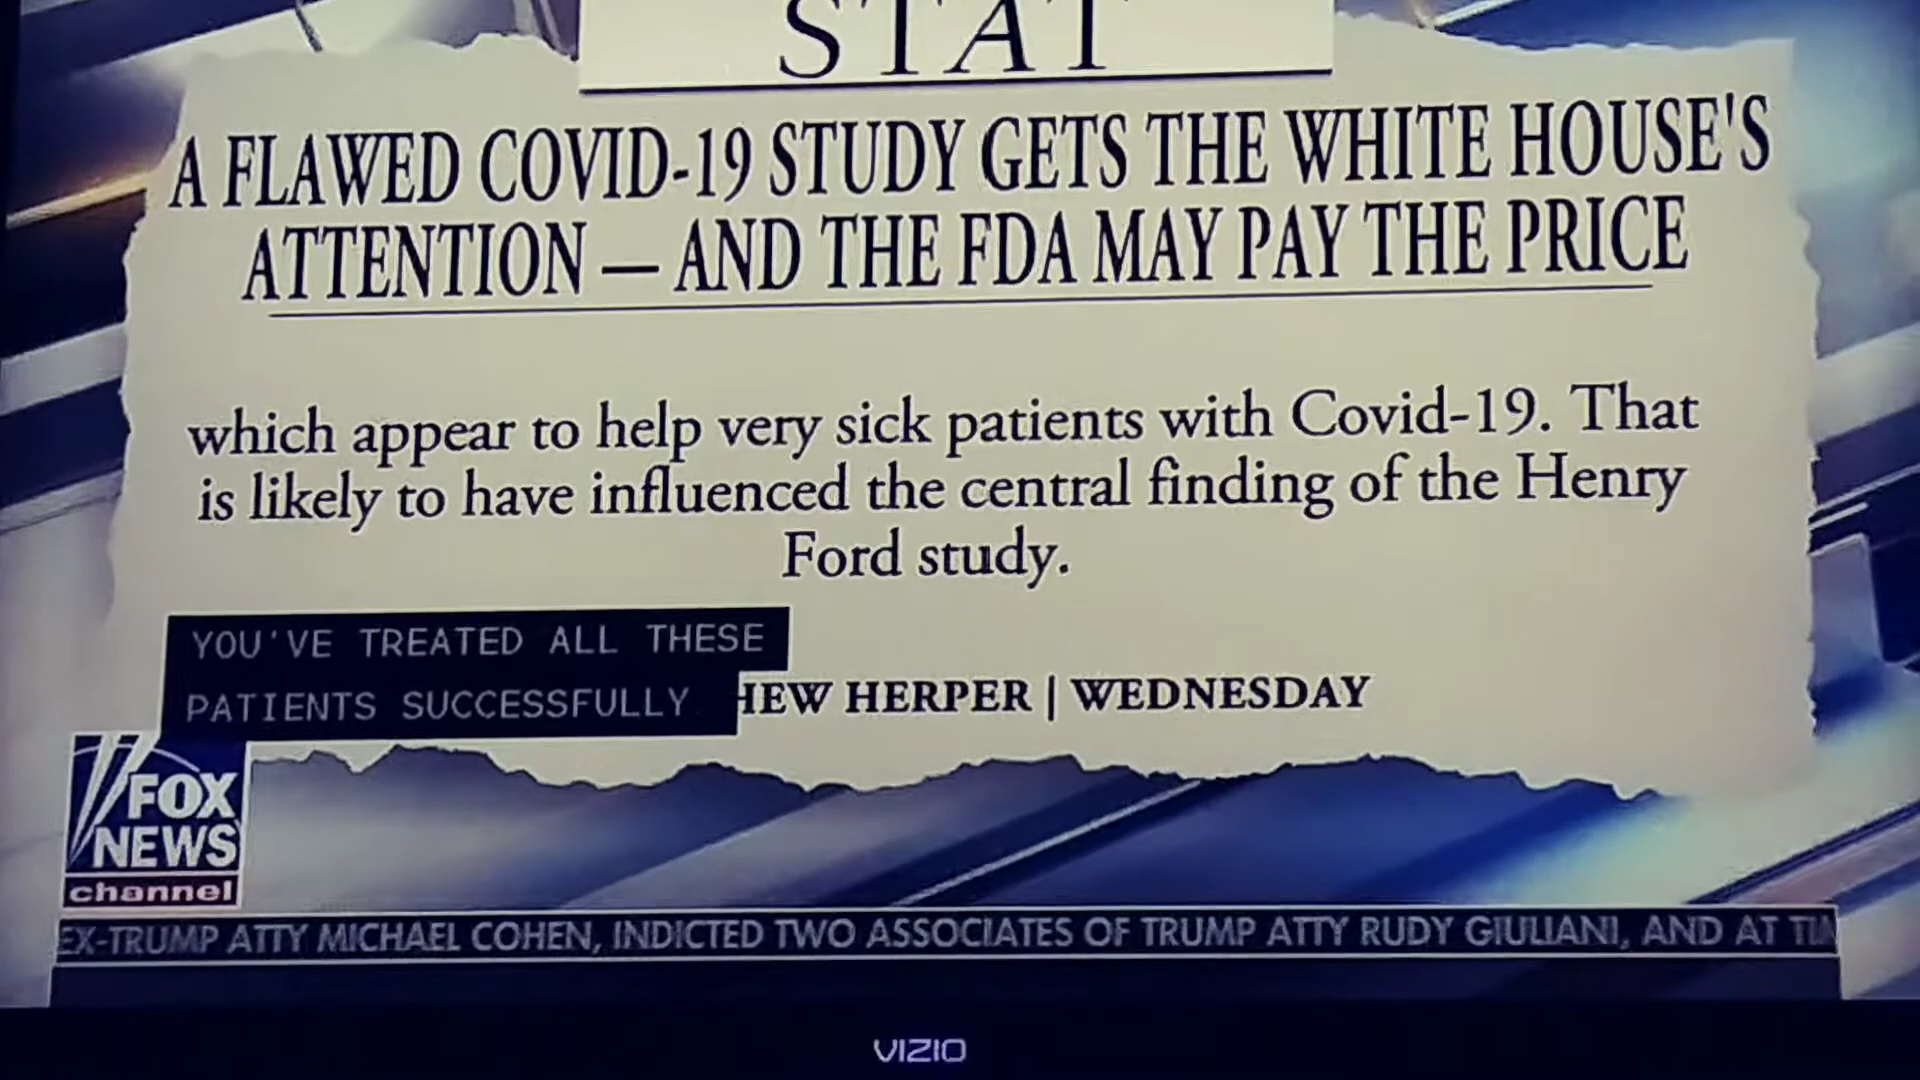 STAT
A FLAWED COVID-19 STUDY GETS THE WHITE HOUSE'S
ATTENTION — AND THE FDA MAY PAY THE PRICE
which appear to help very sick patients with Covid-19. That
is likely to have influenced the central finding of the Henry
Ford study.
YOU'VE TREATED ALL THESE
PATIENTS SUCCESSFULLY.
HEW HERPER | WEDNESDAY
FOX
NEWS
channel
EX-TRUMP ATTY MICHAEL COHEN, INDICTED TWO ASSOCIATES OF TRUMP ATTY RUDY GIULIANI, AND AT
VIZIO